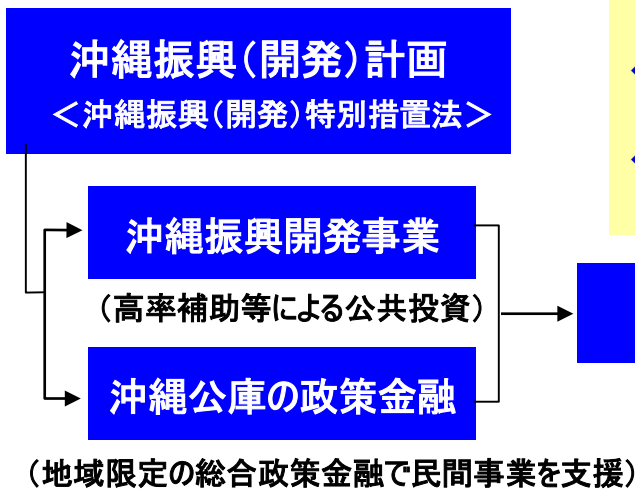 沖縄振興（開発）計画
＜沖縄振興（開発）特別措置法＞
沖縄振興開発事業
（高率補助等による公共投資）
沖縄公庫の政策金融
（地域限定の総合政策金融で民間事業を支援）